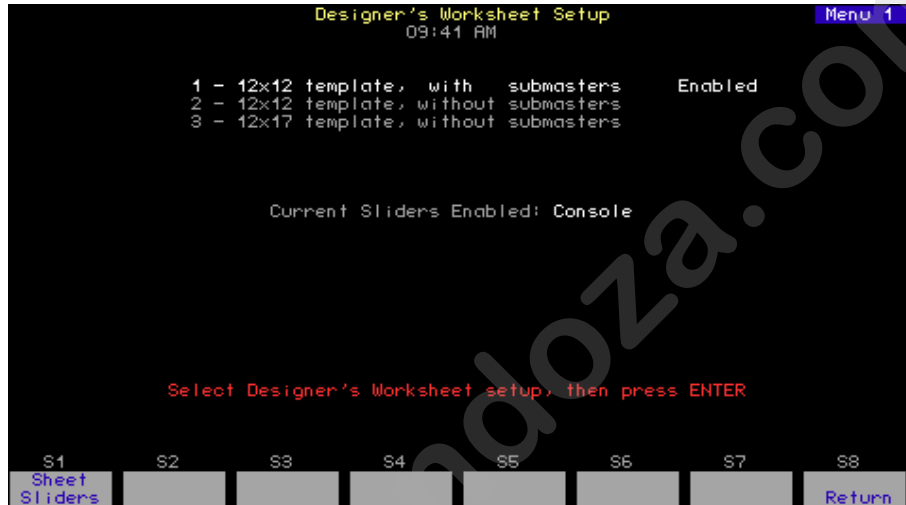 Designer's Worksheet Setup
Menu 1
09:41 AM
1 - 12x12 template, with submasters Enabled
2 - 12x12 template, without submasters
3 - 12x17 template, without submasters
Current Sliders Enabled: Console
Select Designer's Worksheet setup, then press ENTER
S1 S2 S3 S4 S5 S6 S7 S8
Sheet
Sliders Return